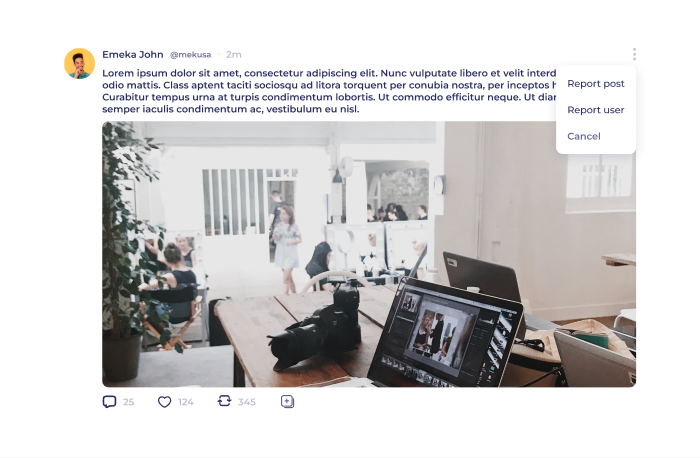 Emeka John @mekusa · 2m
Lorem ipsum dolor sit amet, consectetur adipiscing elit. Nunc vulputate libero et velit interd
odio mattis. Class aptent taciti sociosqu ad litora torquent per conubia nostra, per inceptos h
Curabitur tempus urna at turpis condimentum lobortis. Ut commodo efficitur neque. Ut diam
semper iaculis condimentum ac, vestibulum eu nisl.
Report post
Report user
Cancel
25 124 345